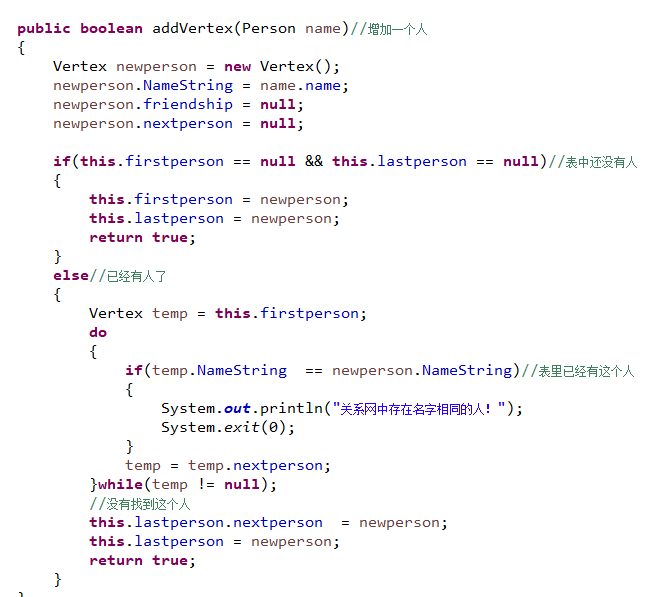 public boolean addVertex(Person name)//增加一个人
{
    Vertex newperson = new Vertex();
    newperson.NameString = name.name;
    newperson.friendship = null;
    newperson.nextperson = null;

    if(this.firstperson == null && this.lastperson == null)//表中还没有人
    {
        this.firstperson = newperson;
        this.lastperson = newperson;
        return true;
    }
    else//已经有人了
    {
        Vertex temp = this.firstperson;
        do
        {
            if(temp.NameString  == newperson.NameString)//表里已经有这个人
            {
                System.out.println("关系网中存在名字相同的人！");
                System.exit(0);
            }
            temp = temp.nextperson;
        }while(temp != null);
        //没有找到这个人
        this.lastperson.nextperson  = newperson;
        this.lastperson = newperson;
        return true;
    }
}